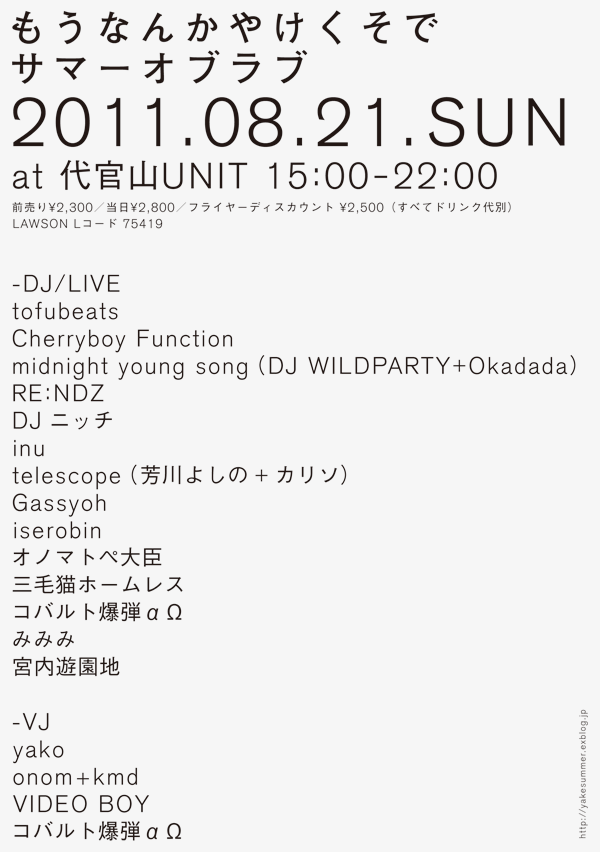 もうなんかやけくそで
サマーオブラブ
2011.08.21.SUN
at 代官山UNIT 15:00-22:00
前売り¥2,300／当日¥2,800／フライヤーディスカウント ¥2,500（すべてドリンク代別）
LAWSON Lコード 75419
-DJ/LIVE
tofubeats
Cherryboy Function
midnight young song（DJ WILDPARTY+Okadada）
RE:NDZ
DJ ニッチ
inu
telescope（芳川よしの + カリソ）
Gassyoh
iserobin
オノマトペ大臣
三毛猫ホームレス
コバルト爆弾αΩ
みみみ
宮内遊園地
-VJ
yako
onom+kmd
VIDEO BOY
コバルト爆弾αΩ
http://yakesummer.exblog.jp